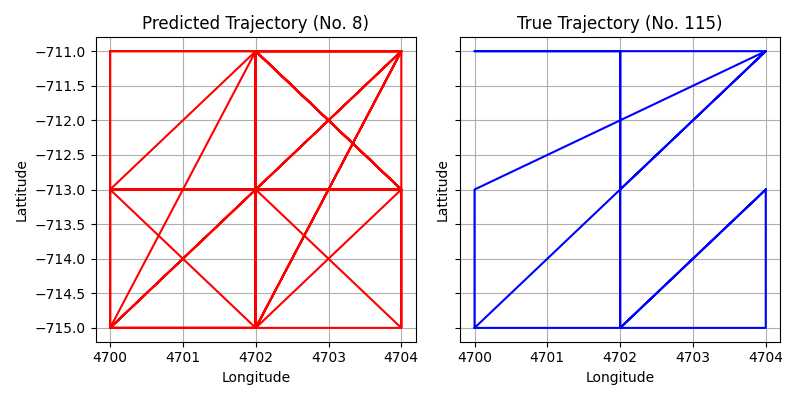 Predicted Trajectory (No. 8)
Lattitude
−711.0
−711.5
−712.0
−712.5
−713.0
−713.5
−714.0
−714.5
−715.0
4700 4701 4702 4703 4704
Longitude
True Trajectory (No. 115)
Lattitude
4700 4701 4702 4703 4704
Longitude